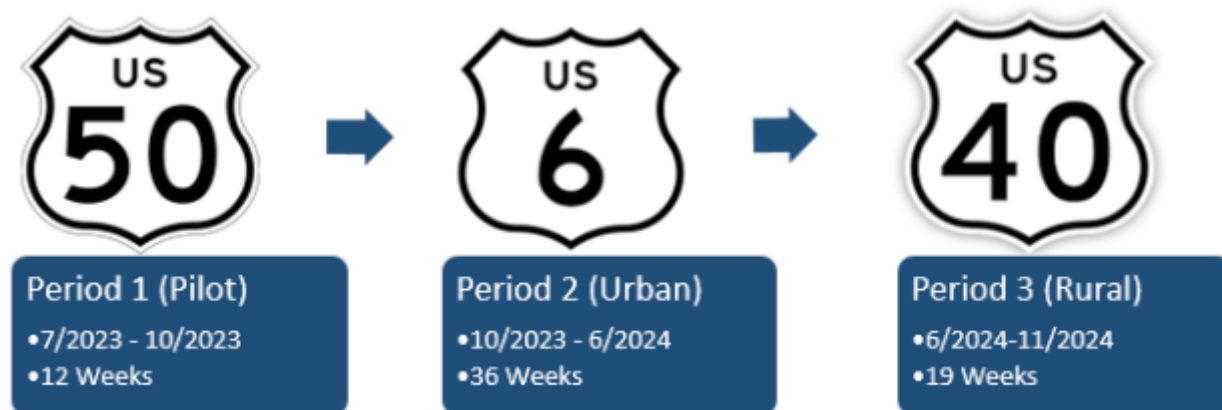 US
50
US
6
US
40
Period 1 (Pilot)
•7/2023 - 10/2023
•12 Weeks
Period 2 (Urban)
•10/2023 - 6/2024
•36 Weeks
Period 3 (Rural)
•6/2024-11/2024
•19 Weeks